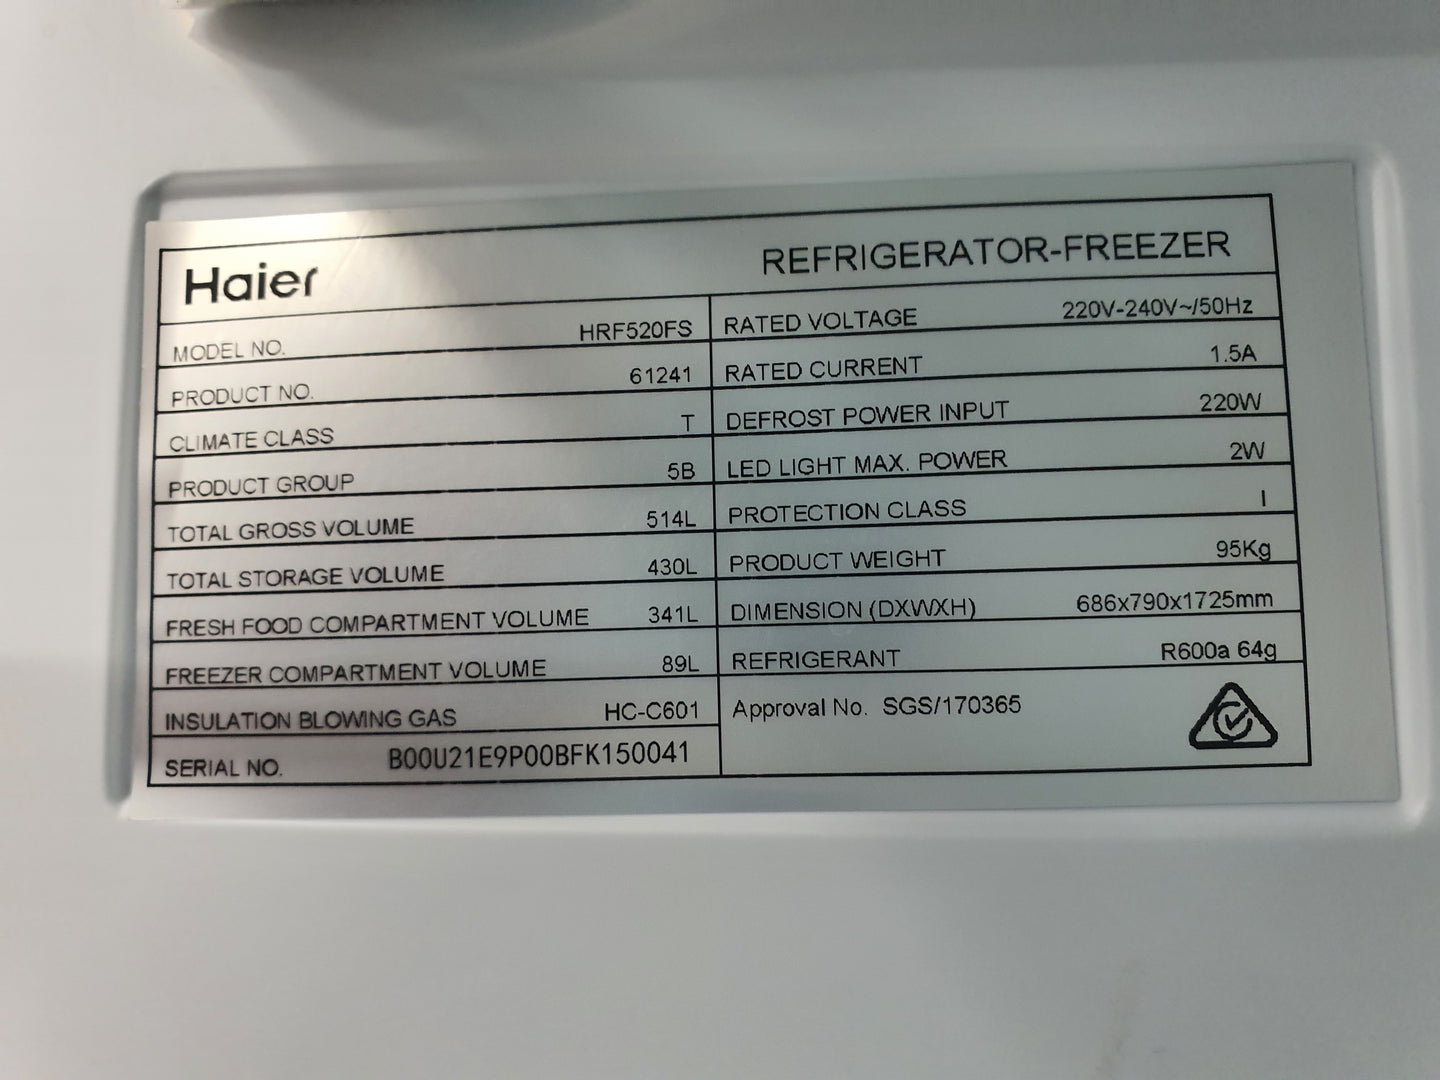 Haier REFRIGERATOR-FREEZER
MODEL NO. HRF520FS
PRODUCT NO. 61241
CLIMATE CLASS T
PRODUCT GROUP 5B
TOTAL GROSS VOLUME 514L
TOTAL STORAGE VOLUME 430L
FRESH FOOD COMPARTMENT VOLUME 341L
FREEZER COMPARTMENT VOLUME 89L
INSULATION BLOWING GAS HC-C601
SERIAL NO. B00U21E9P00BFK150041
RATED VOLTAGE 220V-240V~/50Hz
RATED CURRENT 1.5A
DEFROST POWER INPUT 220W
LED LIGHT MAX. POWER 2W
PROTECTION CLASS I
PRODUCT WEIGHT 95Kg
DIMENSION (DXWXH) 686x790x1725mm
REFRIGERANT R600a 64g
Approval No. SGS/170365